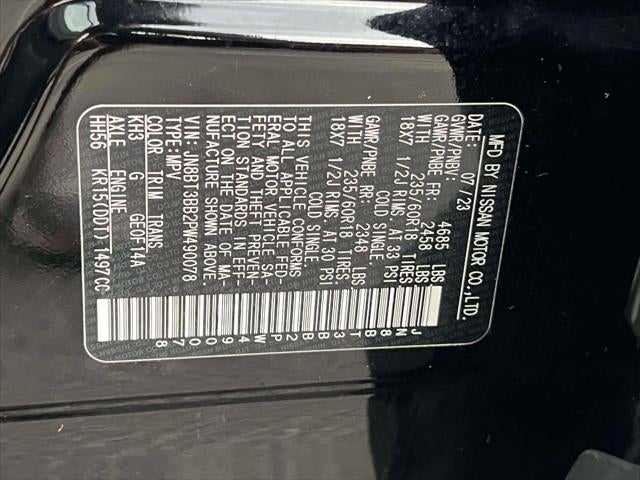 MFD BY NISSAN MOTOR CO.,LTD.
DATE: 07/23
GVWR/PNBV: 4685 LBS
GAWR/PNBE FR: 2458 LBS
WITH 235/60R18 TIRES
18X7 1/2J RIMS AT 33 PSI
COLD SINGLE
GAWR/PNBE RR: 2348 LBS.
WITH 235/60R18 TIRES
18X7 1/2J RIMS AT 30 PSI
COLD SINGLE
THIS VEHICLE CONFORMS
TO ALL APPLICABLE FED-
ERAL MOTOR VEHICLE SA-
FETY AND THEFT PREVEN-
TION STANDARDS IN EFF-
ECT ON THE DATE OF MA-
NUFACTURE SHOWN ABOVE.
VIN: JN8BT3BB2PW490078
TYPE: MPV
COLOR TRIM TRANS
KH3 G GE0F14A
AXLE ENGINE
HH56 KR15(DDT) 1497CC
JN8BT3BB2PW490078